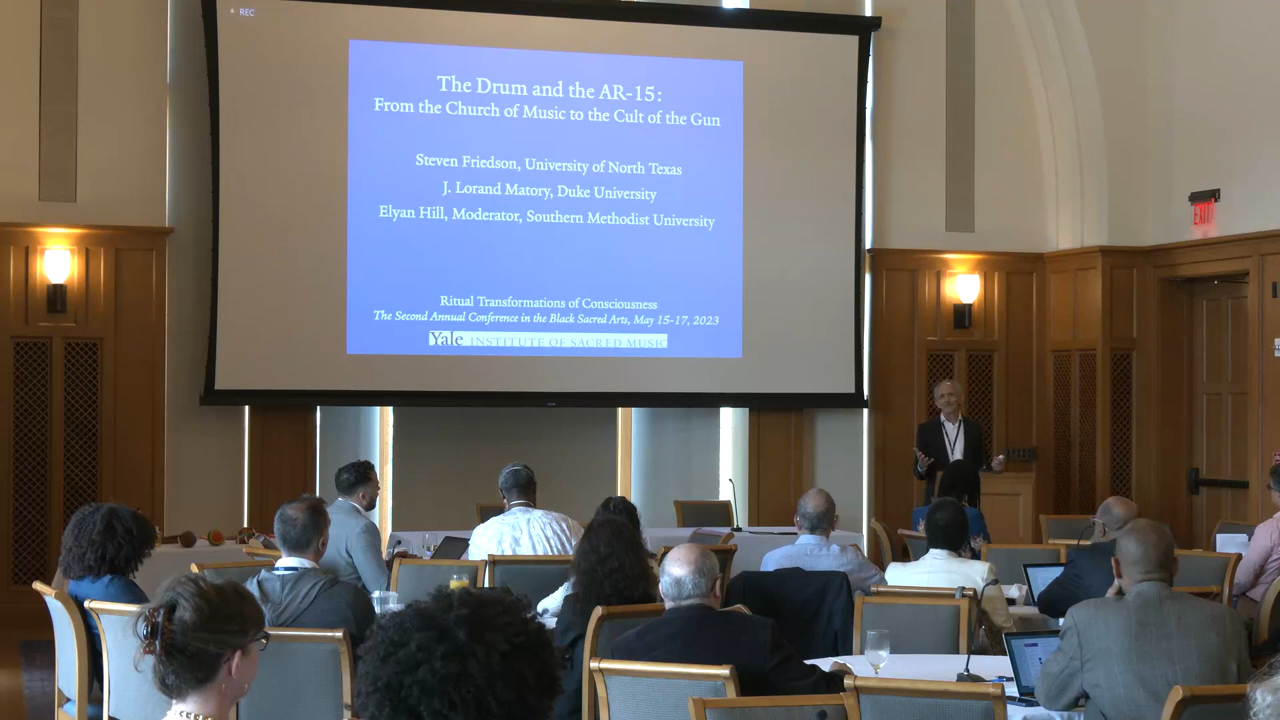 REC
The Drum and the AR-15:
From the Church of Music to the Cult of the Gun
Steven Friedson, University of North Texas
J. Lorand Matory, Duke University
Elyan Hill, Moderator, Southern Methodist University
Ritual Transformations of Consciousness
The Second Annual Conference in the Black Sacred Arts, May 15-17, 2023
Yale INSTITUTE OF SACRED MUSIC
EXIT